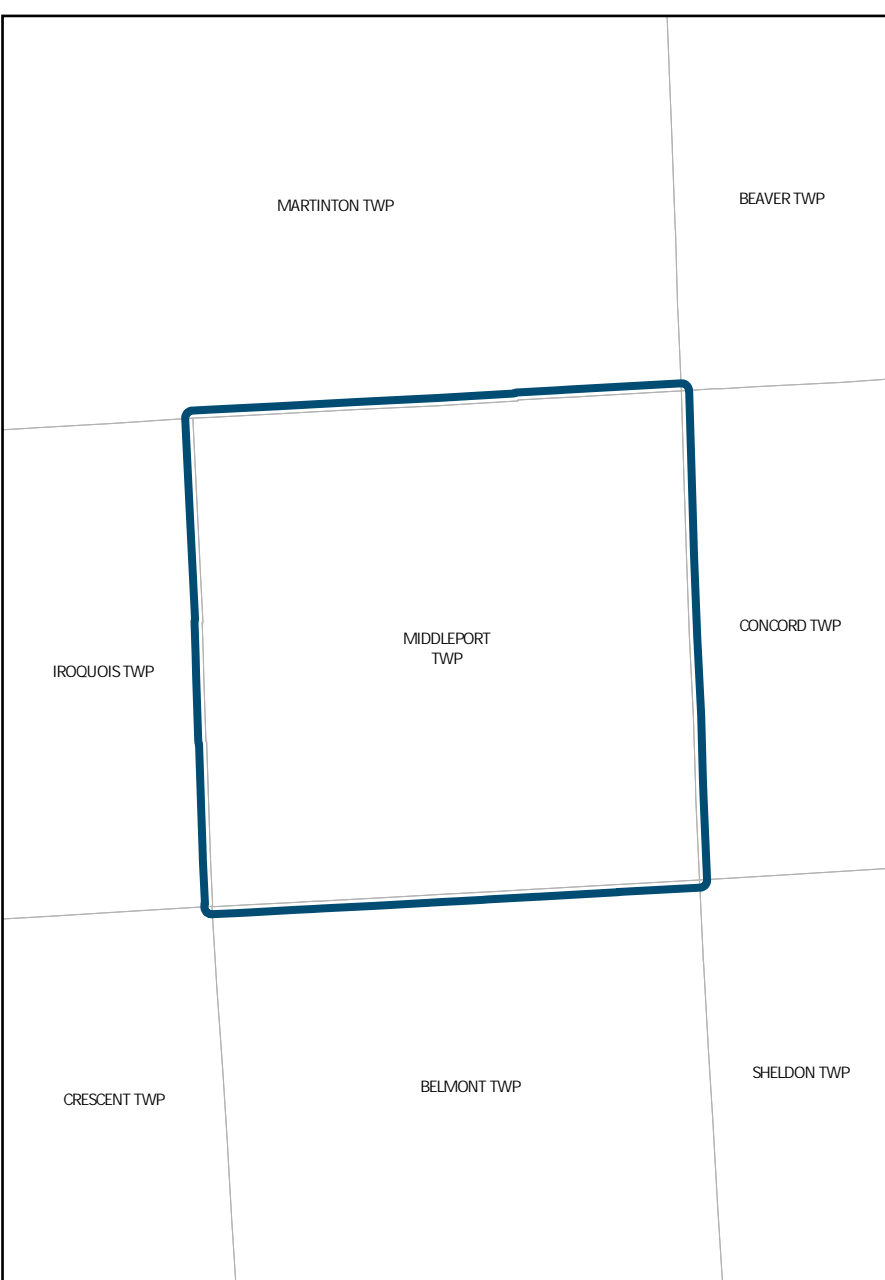 BEAVER TWP
MARTINTON TWP
CONCORD TWP
MIDDLEPORT
TWP
IROQUOIS TWP
SHELDON TWP
BELMONT TWP
CRESCENT TWP